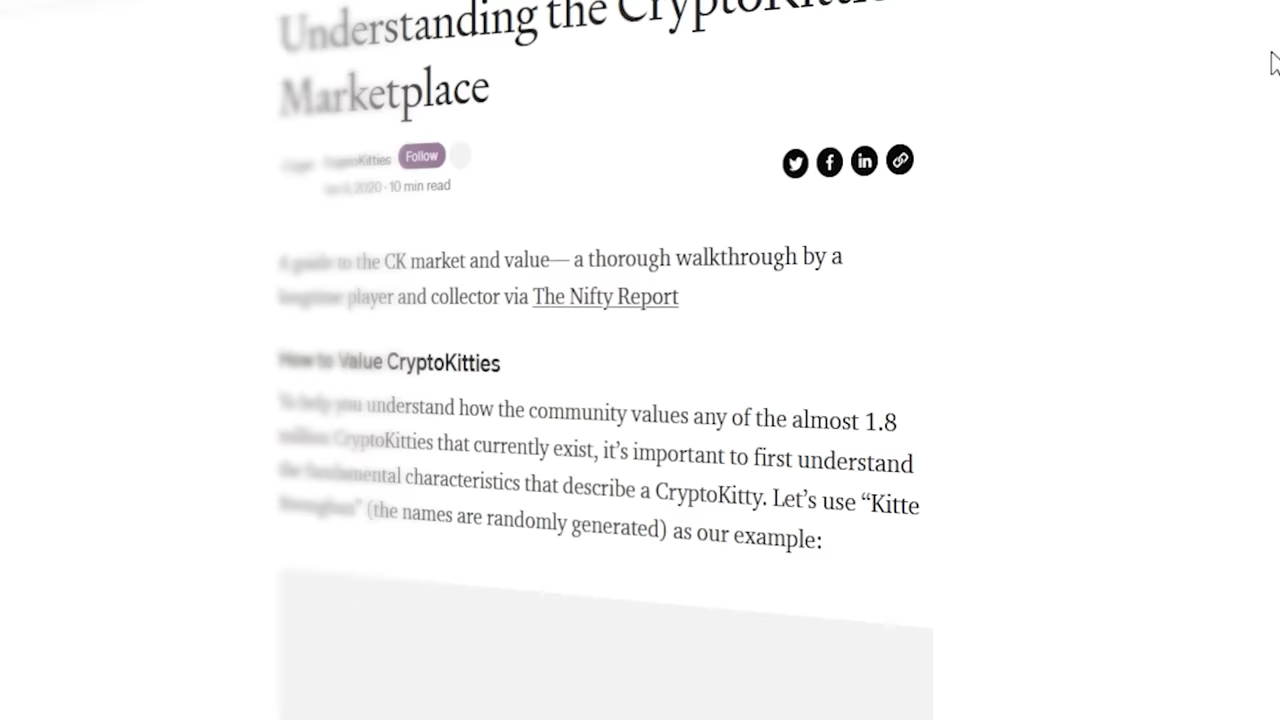 Understanding the CryptoKitties
Marketplace
CryptoKitties Follow
2020 · 10 min read
A guide to the CK market and value— a thorough walkthrough by a
longtime player and collector via The Nifty Report
How to Value CryptoKitties
To help you understand how the community values any of the almost 1.8
million CryptoKitties that currently exist, it’s important to first understand
the fundamental characteristics that describe a CryptoKitty. Let’s use “Kitte
(the names are randomly generated) as our example: